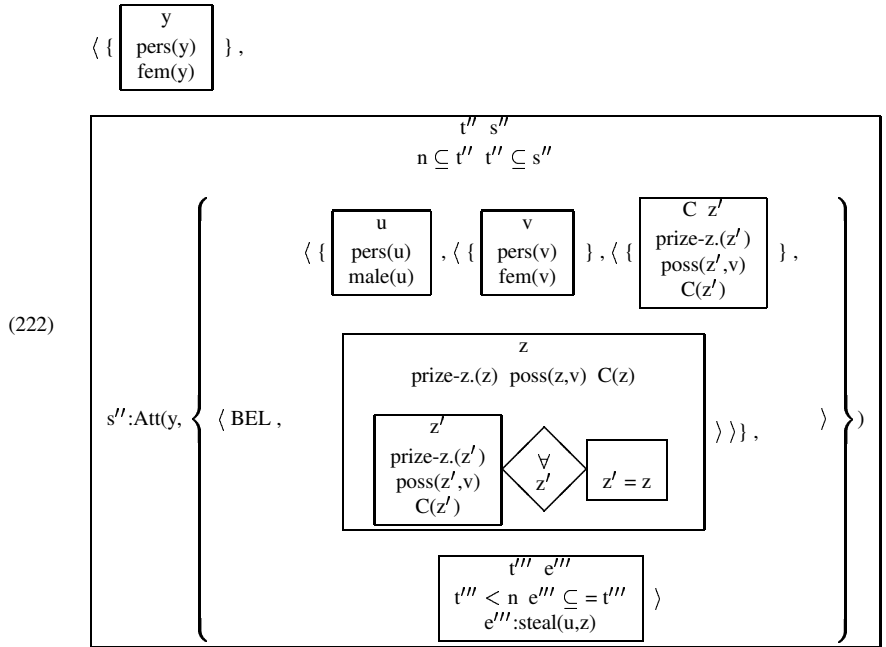 y
⟨ { pers(y) } ,
fem(y)
t′′ s′′
n ⊆ t′′ t′′ ⊆ s′′
C z′
u v prize-z.(z′)
⟨ { pers(u) , ⟨ { pers(v) } , ⟨ { poss(z′,v) } ,
male(u) fem(v) C(z′)
(222)
z
prize-z.(z) poss(z,v) C(z)
s′′:Att(y, { ⟨ BEL , ⟩ ⟩ } , ⟩ } )
z′
prize-z.(z′) ∀
poss(z′,v) z′ z′ = z
C(z′)
t′′′ e′′′
t′′′ < n e′′′ ⊆ = t′′′ ⟩
e′′′:steal(u,z)